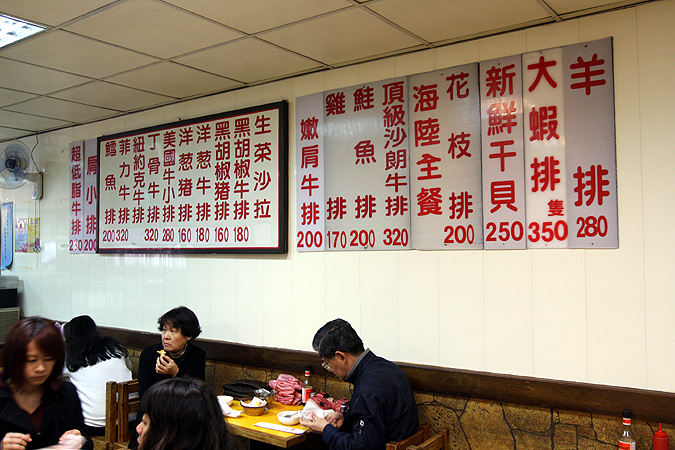 羊排 280
大蝦排 隻 350
新鮮干貝 250
花枝排 200
海陸全餐
頂級沙朗牛排 320
鮭魚排 200
雞排 170
嫩肩牛排 200
生菜沙拉
黑胡椒牛排 180
黑胡椒豬排 160
洋葱牛排 180
洋葱豬排 160
美國牛小排 280
丁骨牛排 320
紐約克牛排
菲力牛排 320
鱈魚排 200
肩小排 200
超低脂牛排 230